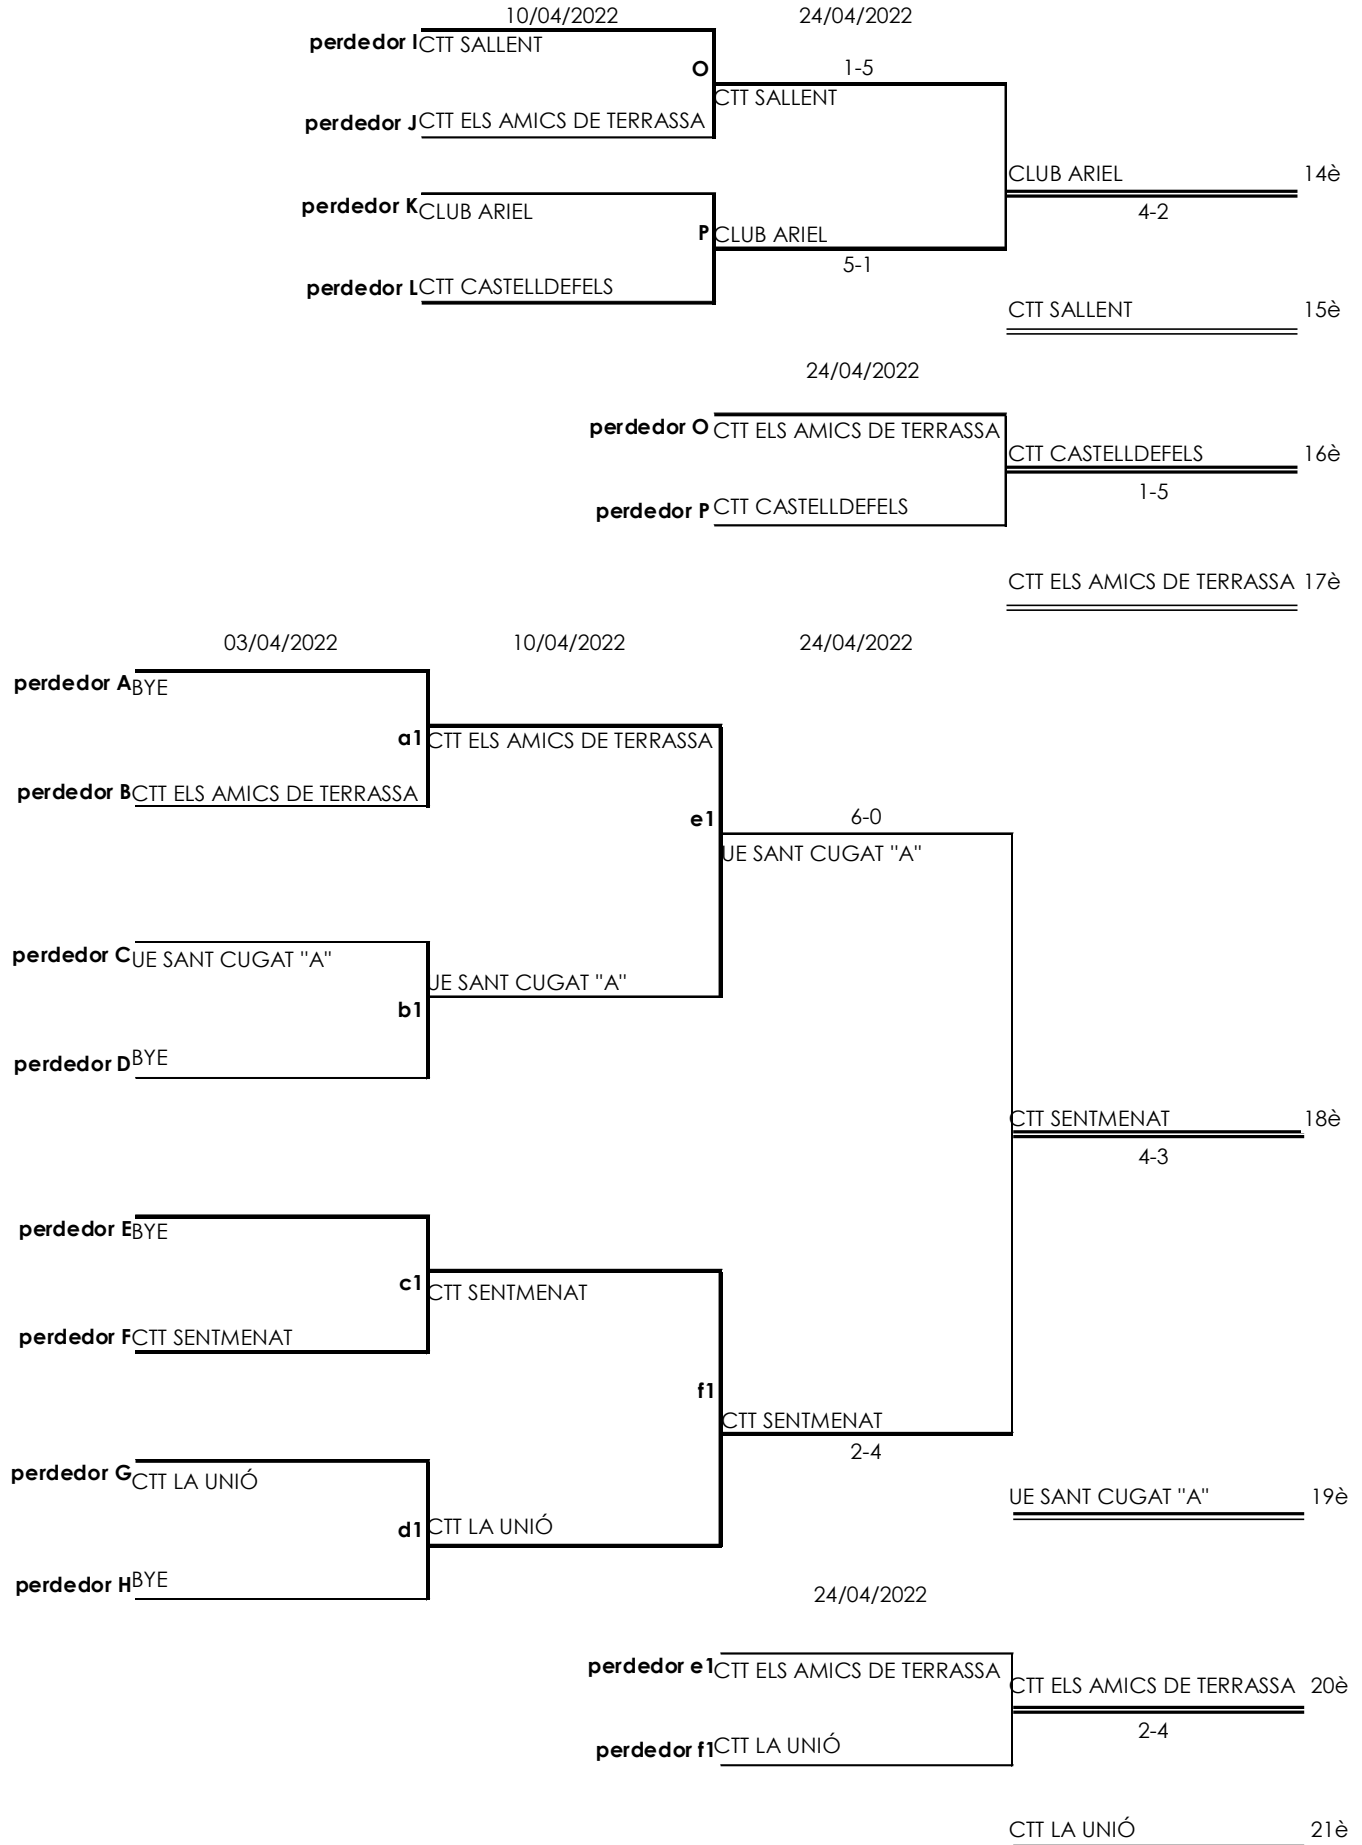 10/04/2022 24/04/2022
perdedor I CTT SALLENT
O 1-5
CTT SALLENT
perdedor J CTT ELS AMICS DE TERRASSA
CLUB ARIEL 14è
perdedor K CLUB ARIEL 4-2
P CLUB ARIEL
5-1
perdedor L CTT CASTELLDEFELS
CTT SALLENT 15è
24/04/2022
perdedor O CTT ELS AMICS DE TERRASSA
CTT CASTELLDEFELS 16è
1-5
perdedor P CTT CASTELLDEFELS
CTT ELS AMICS DE TERRASSA 17è
03/04/2022 10/04/2022 24/04/2022
perdedor A BYE
a1 CTT ELS AMICS DE TERRASSA
perdedor B CTT ELS AMICS DE TERRASSA
e1 6-0
UE SANT CUGAT "A"
perdedor C UE SANT CUGAT "A"
UE SANT CUGAT "A"
b1
perdedor D BYE
CTT SENTMENAT 18è
4-3
perdedor E BYE
c1 CTT SENTMENAT
perdedor F CTT SENTMENAT
f1
CTT SENTMENAT
2-4
perdedor G CTT LA UNIÓ
UE SANT CUGAT "A" 19è
d1 CTT LA UNIÓ
perdedor H BYE
24/04/2022
perdedor e1 CTT ELS AMICS DE TERRASSA
CTT ELS AMICS DE TERRASSA 20è
2-4
perdedor f1 CTT LA UNIÓ
CTT LA UNIÓ 21è